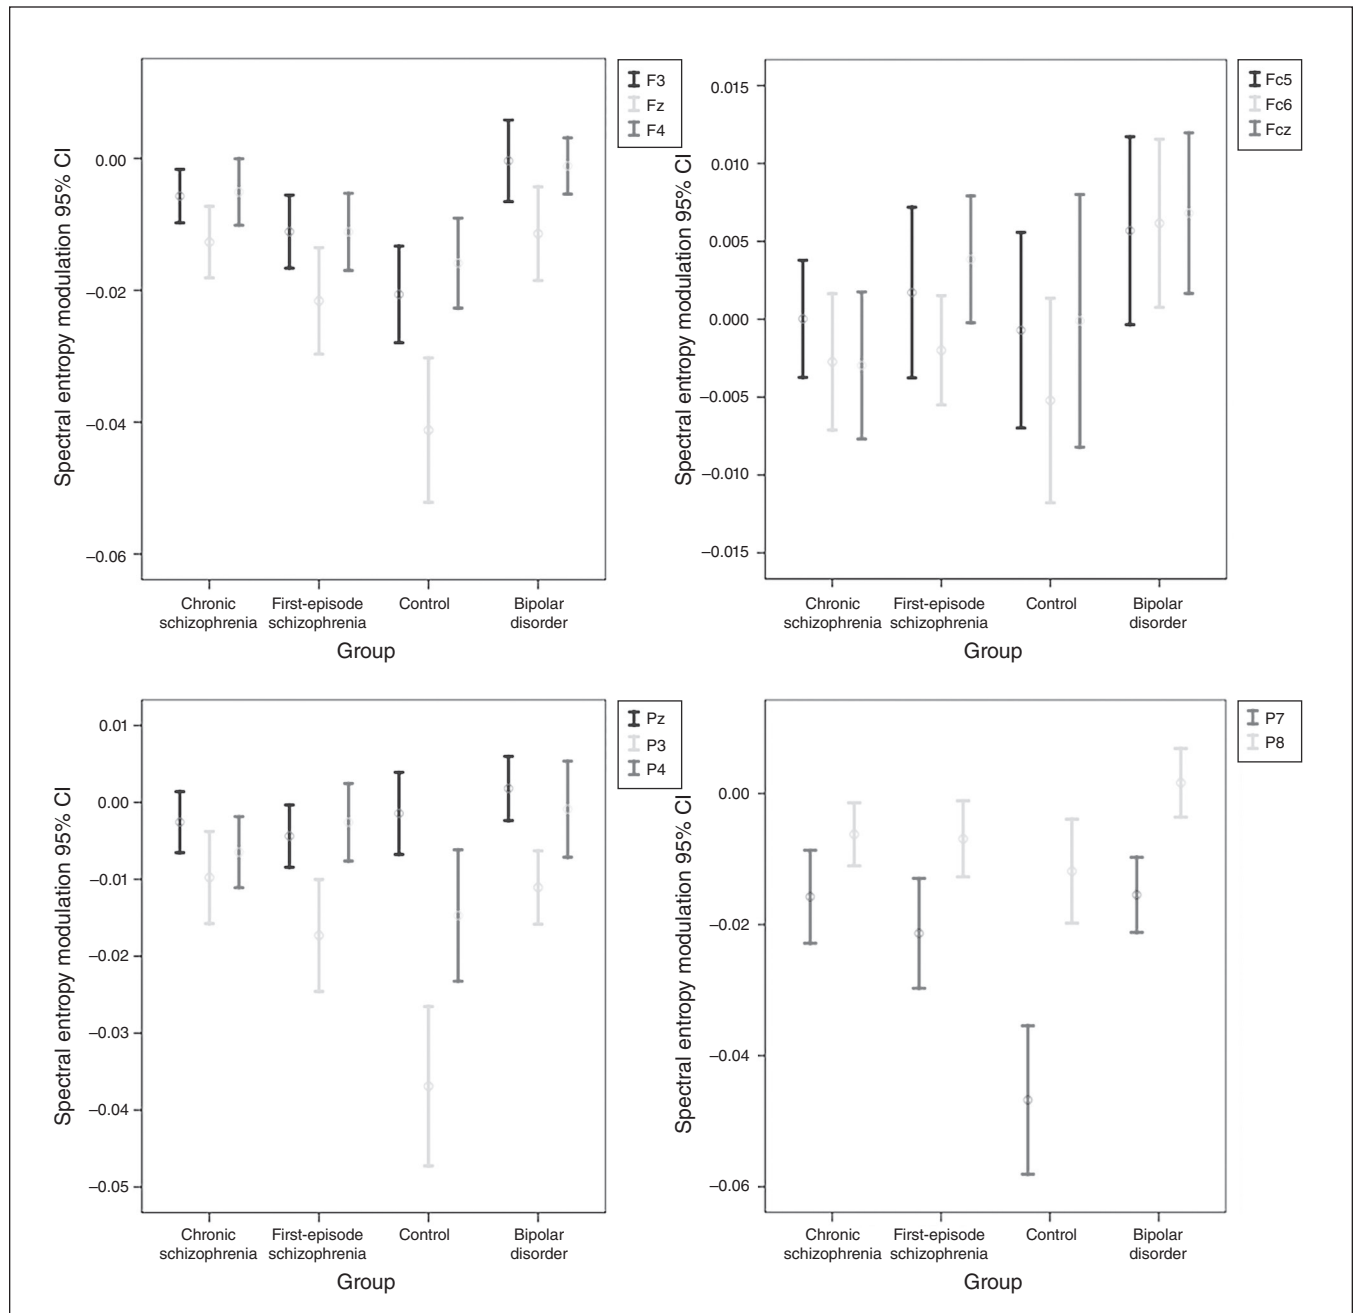 F3
Fz
F4
Spectral entropy modulation 95% CI
0.00
–0.02
–0.04
–0.06
Chronic
schizophrenia
First-episode
schizophrenia
Control
Bipolar
disorder
Group
Fc5
Fc6
Fcz
Spectral entropy modulation 95% CI
0.015
0.010
0.005
0.000
–0.005
–0.010
–0.015
Chronic
schizophrenia
First-episode
schizophrenia
Control
Bipolar
disorder
Group
Pz
P3
P4
Spectral entropy modulation 95% CI
0.01
0.00
–0.01
–0.02
–0.03
–0.04
–0.05
Chronic
schizophrenia
First-episode
schizophrenia
Control
Bipolar
disorder
Group
P7
P8
Spectral entropy modulation 95% CI
0.00
–0.02
–0.04
–0.06
Chronic
schizophrenia
First-episode
schizophrenia
Control
Bipolar
disorder
Group